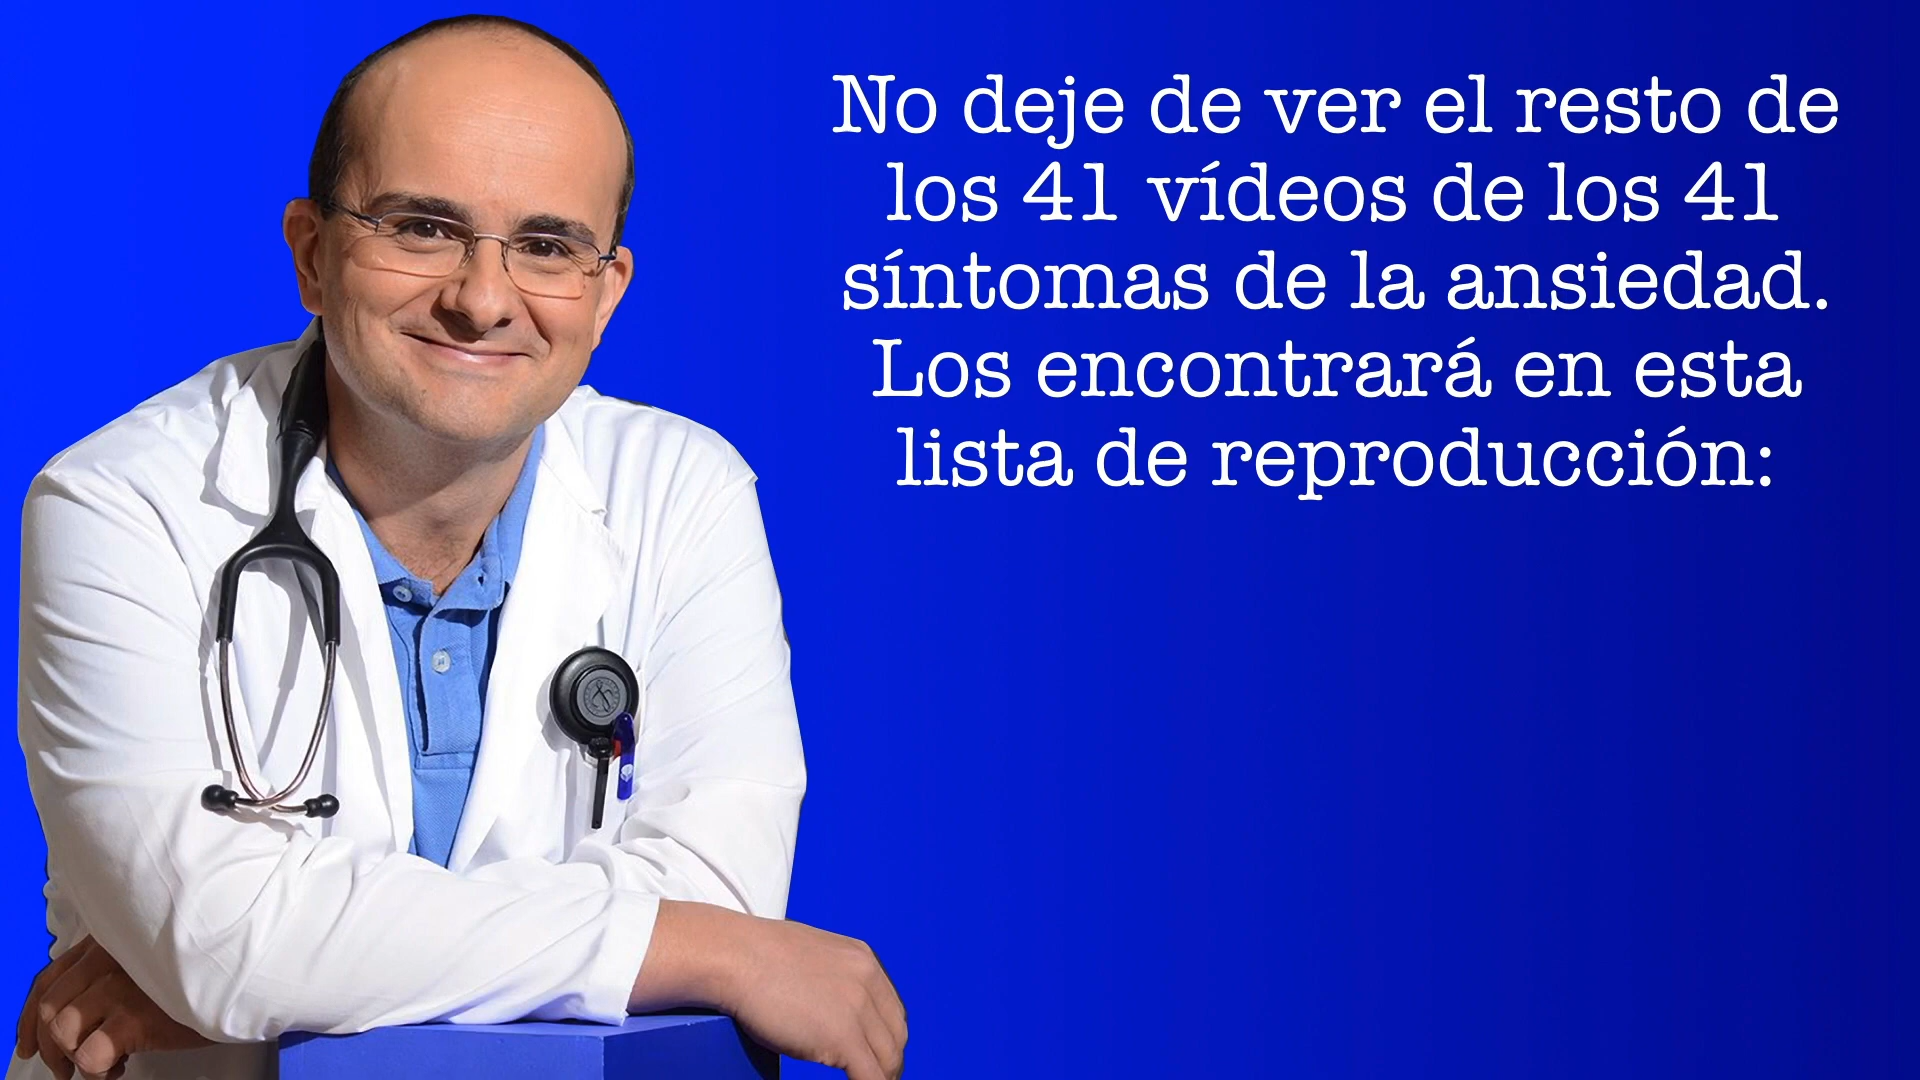 No deje de ver el resto de
los 41 vídeos de los 41
síntomas de la ansiedad.
Los encontrará en esta
lista de reproducción: